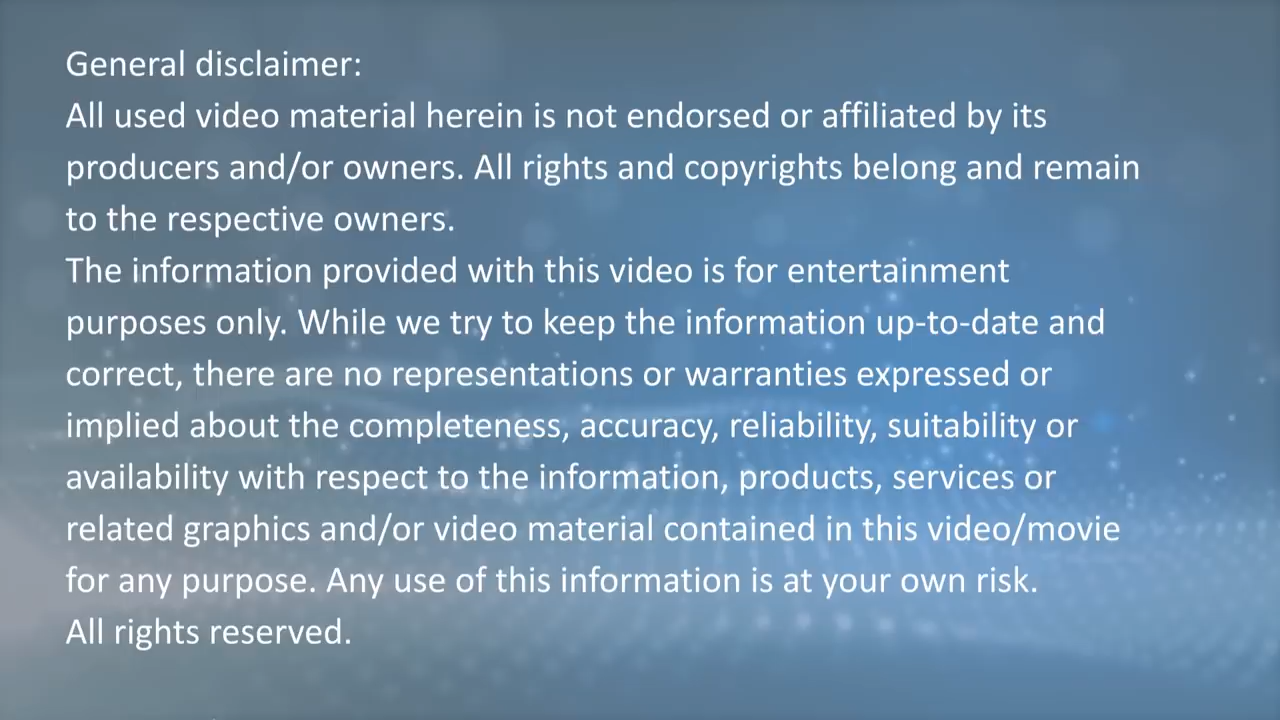 General disclaimer:
All used video material herein is not endorsed or affiliated by its
producers and/or owners. All rights and copyrights belong and remain
to the respective owners.
The information provided with this video is for entertainment
purposes only. While we try to keep the information up-to-date and
correct, there are no representations or warranties expressed or
implied about the completeness, accuracy, reliability, suitability or
availability with respect to the information, products, services or
related graphics and/or video material contained in this video/movie
for any purpose. Any use of this information is at your own risk.
All rights reserved.